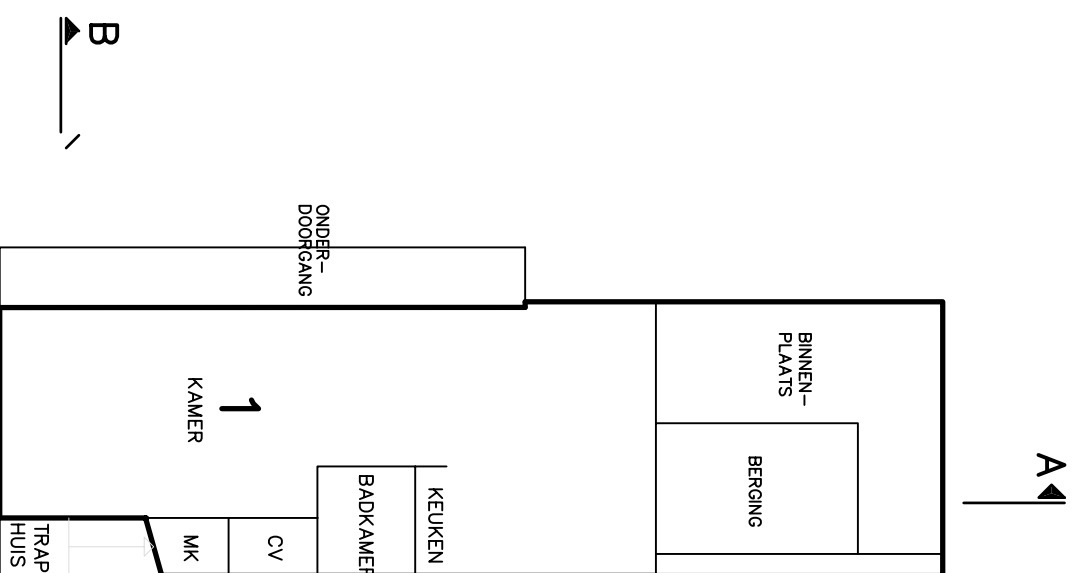 B
ONDER-
DOORGANG
BINNEN-
PLAATS
1
KAMER
A
BERGING
BADKAMER
KEUKEN
TRAP
HUIS
MK
CV